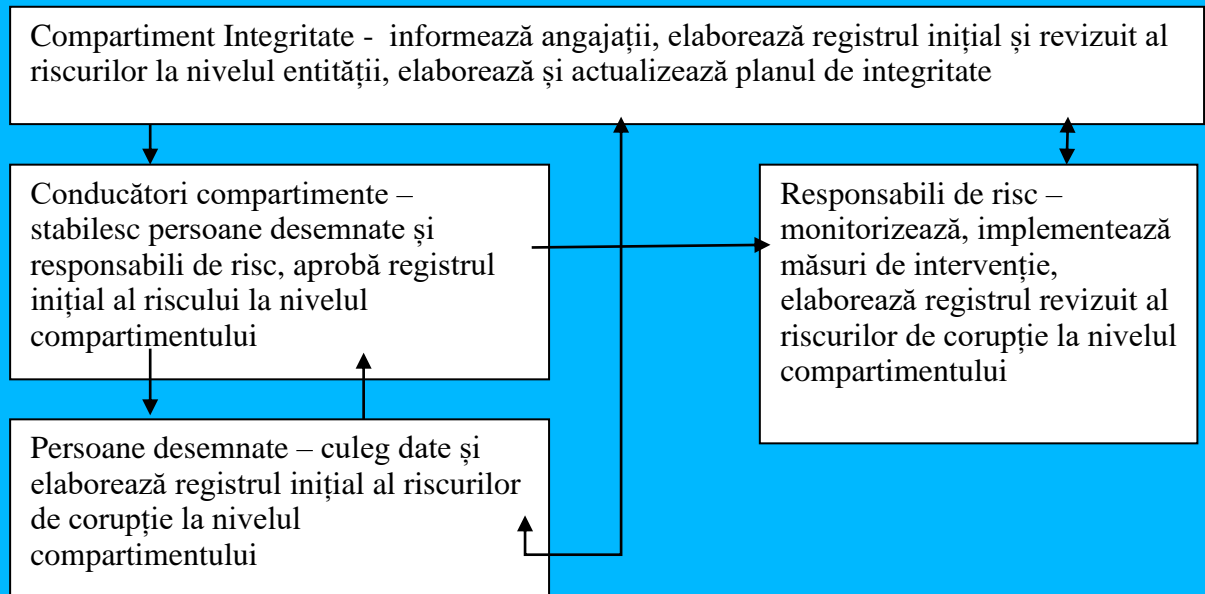 Compartiment Integritate -  informează angajații, elaborează registrul inițial și revizuit al
riscurilor la nivelul entității, elaborează și actualizează planul de integritate
Conducători compartimente –
stabilesc persoane desemnate și
responsabili de risc, aprobă registrul
inițial al riscului la nivelul
compartimentului
Responsabili de risc –
monitorizează, implementează
măsuri de intervenție,
elaborează registrul revizuit al
riscurilor de corupție la nivelul
compartimentului
Persoane desemnate – culeg date și
elaborează registrul inițial al riscurilor
de corupție la nivelul
compartimentului